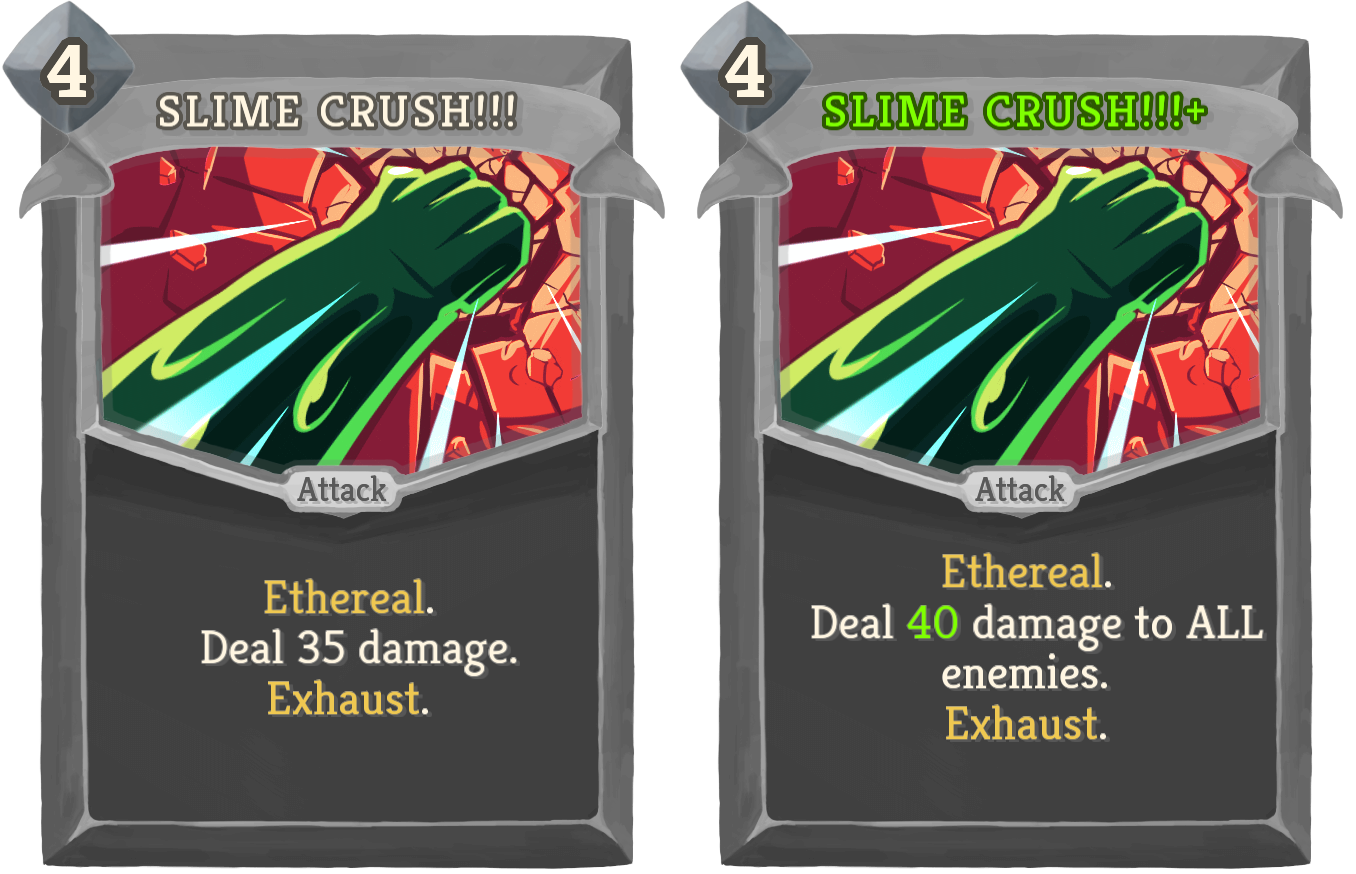 4
SLIME CRUSH!!!
Attack
Ethereal.
Deal 35 damage.
Exhaust.
4
SLIME CRUSH!!!+
Attack
Ethereal.
Deal 40 damage to ALL
enemies.
Exhaust.